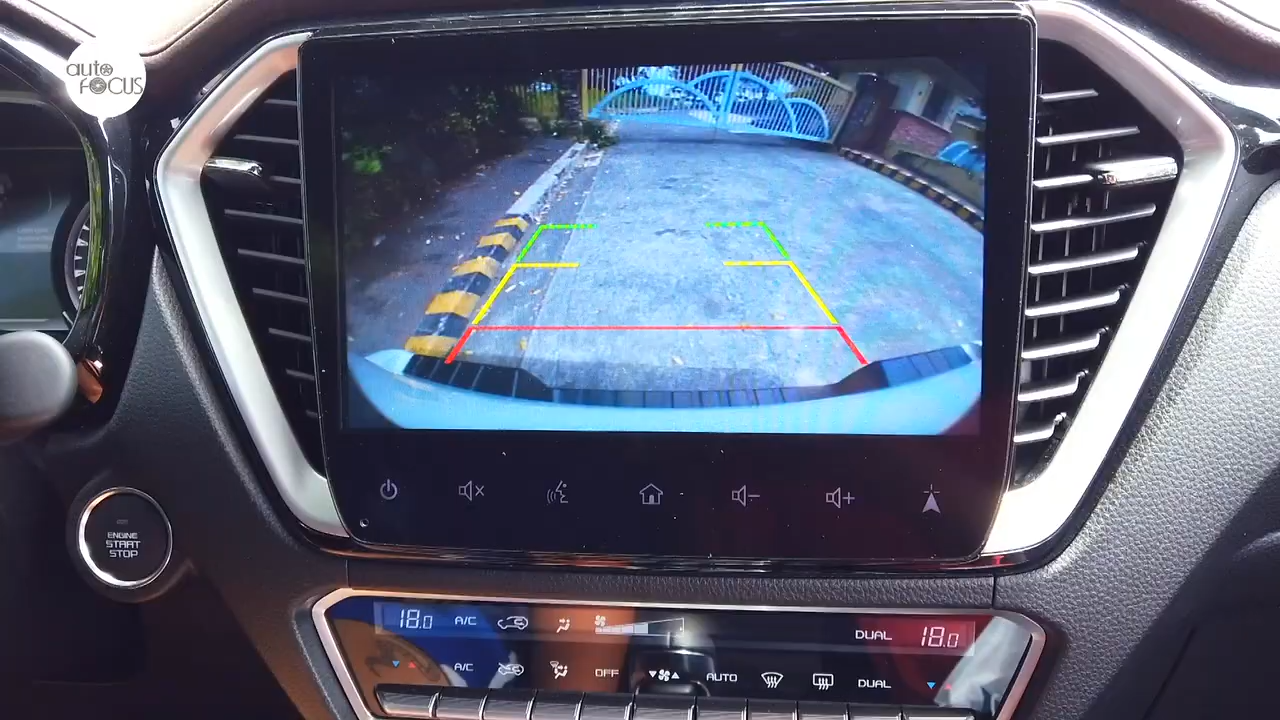 auto
FOCUS
ENGINE
START
STOP
18.0 A/C DUAL 18.0
A/C OFF AUTO DUAL